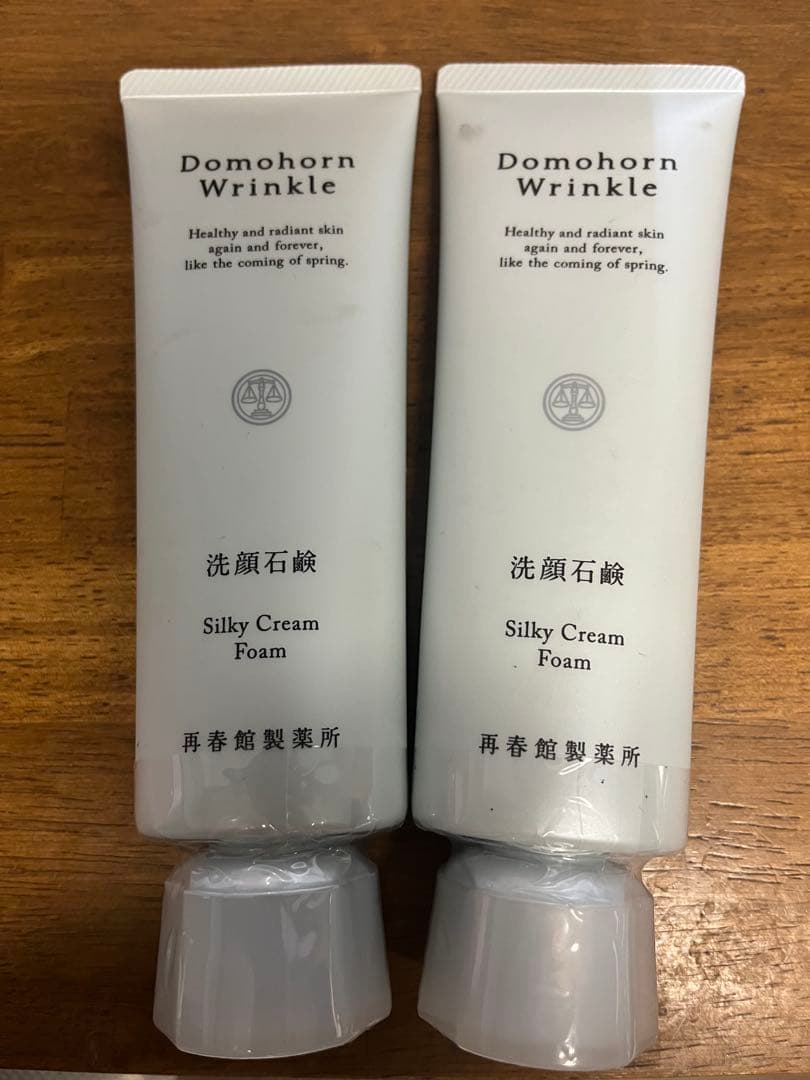 Domohorn
Wrinkle
Healthy and radiant skin
again and forever,
like the coming of spring.
洗顔石鹸
Silky Cream
Foam
再春館製薬所
Domohorn
Wrinkle
Healthy and radiant skin
again and forever,
like the coming of spring.
洗顔石鹸
Silky Cream
Foam
再春館製薬所